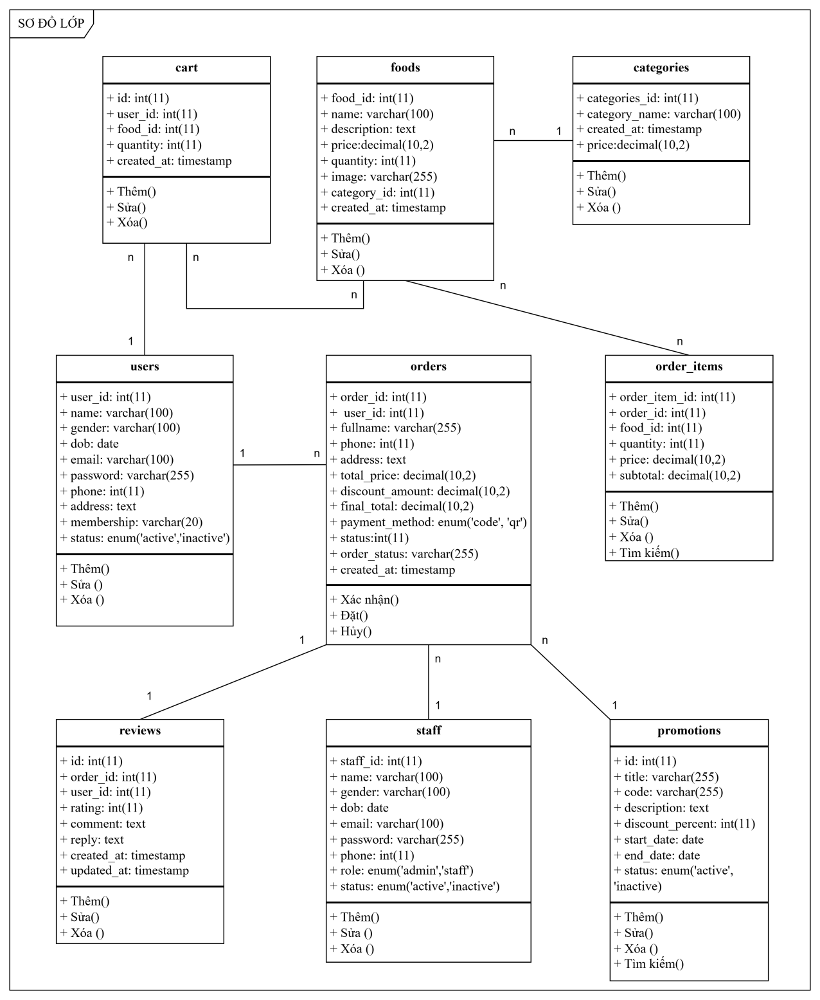 SƠ ĐỒ LỚP
cart
+ id: int(11)
+ user_id: int(11)
+ food_id: int(11)
+ quantity: int(11)
+ created_at: timestamp
+ Thêm()
+ Sửa()
+ Xóa()
foods
+ food_id: int(11)
+ name: varchar(100)
+ description: text
+ price:decimal(10,2)
+ quantity: int(11)
+ image: varchar(255)
+ category_id: int(11)
+ created_at: timestamp
+ Thêm()
+ Sửa()
+ Xóa ()
n
1
categories
+ categories_id: int(11)
+ category_name: varchar(100)
+ created_at: timestamp
+ price:decimal(10,2)
+ Thêm()
+ Sửa()
+ Xóa ()
n
n
n
n
1
n
users
+ user_id: int(11)
+ name: varchar(100)
+ gender: varchar(100)
+ dob: date
+ email: varchar(100)
+ password: varchar(255)
+ phone: int(11)
+ address: text
+ membership: varchar(20)
+ status: enum('active','inactive')
+ Thêm()
+ Sửa ()
+ Xóa ()
1
n
orders
+ order_id: int(11)
+ user_id: int(11)
+ fullname: varchar(255)
+ phone: int(11)
+ address: text
+ total_price: decimal(10,2)
+ discount_amount: decimal(10,2)
+ final_total: decimal(10,2)
+ payment_method: enum('code', 'qr')
+ status:int(11)
+ order_status: varchar(255)
+ created_at: timestamp
+ Xác nhận()
+ Đặt()
+ Hủy()
order_items
+ order_item_id: int(11)
+ order_id: int(11)
+ food_id: int(11)
+ quantity: int(11)
+ price: decimal(10,2)
+ subtotal: decimal(10,2)
+ Thêm()
+ Sửa()
+ Xóa ()
+ Tìm kiếm()
1
n
n
1
1
1
reviews
+ id: int(11)
+ order_id: int(11)
+ user_id: int(11)
+ rating: int(11)
+ comment: text
+ reply: text
+ created_at: timestamp
+ updated_at: timestamp
+ Thêm()
+ Sửa()
+ Xóa ()
staff
+ staff_id: int(11)
+ name: varchar(100)
+ gender: varchar(100)
+ dob: date
+ email: varchar(100)
+ password: varchar(255)
+ phone: int(11)
+ role: enum('admin','staff')
+ status: enum('active','inactive')
+ Thêm()
+ Sửa ()
+ Xóa ()
promotions
+ id: int(11)
+ title: varchar(255)
+ code: varchar(255)
+ description: text
+ discount_percent: int(11)
+ start_date: date
+ end_date: date
+ status: enum('active',
'inactive)
+ Thêm()
+ Sửa()
+ Xóa ()
+ Tìm kiếm()